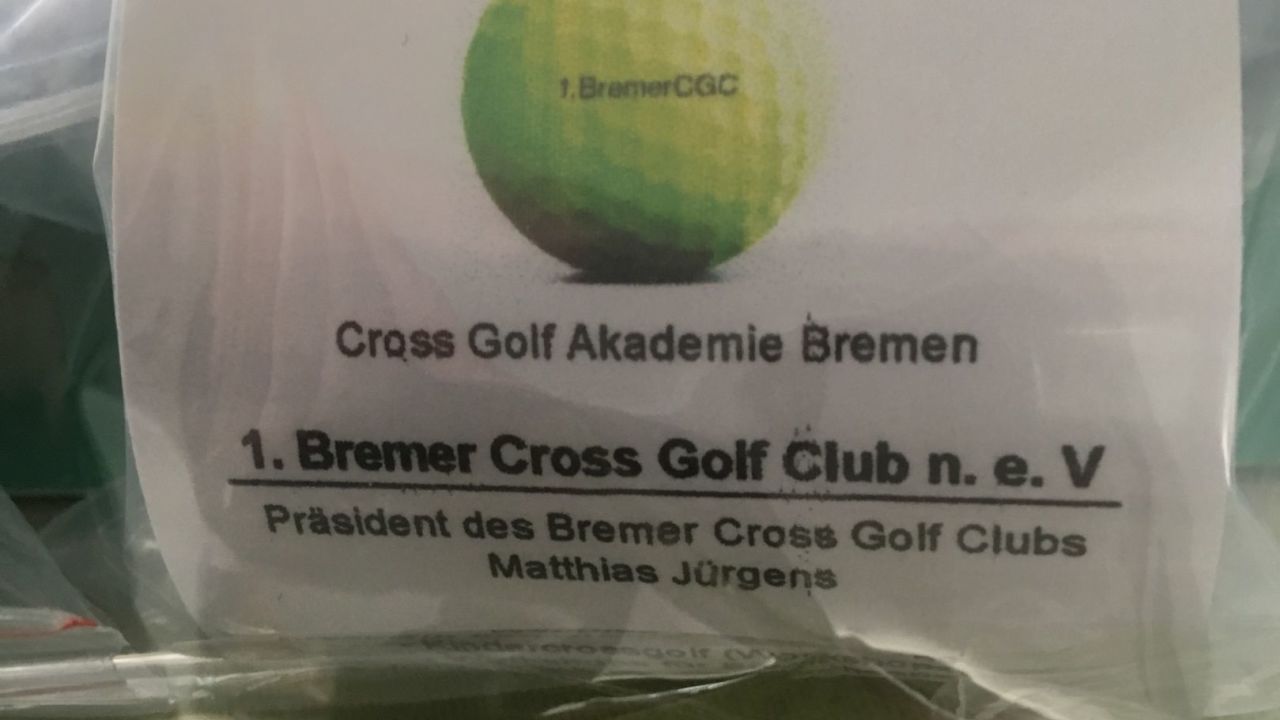 1.BremerCGC
Cross Golf Akademie Bremen
1. Bremer Cross Golf Club n. e. V
Präsident des Bremer Cross Golf Clubs
Matthias Jürgens
Kindercrossgolf